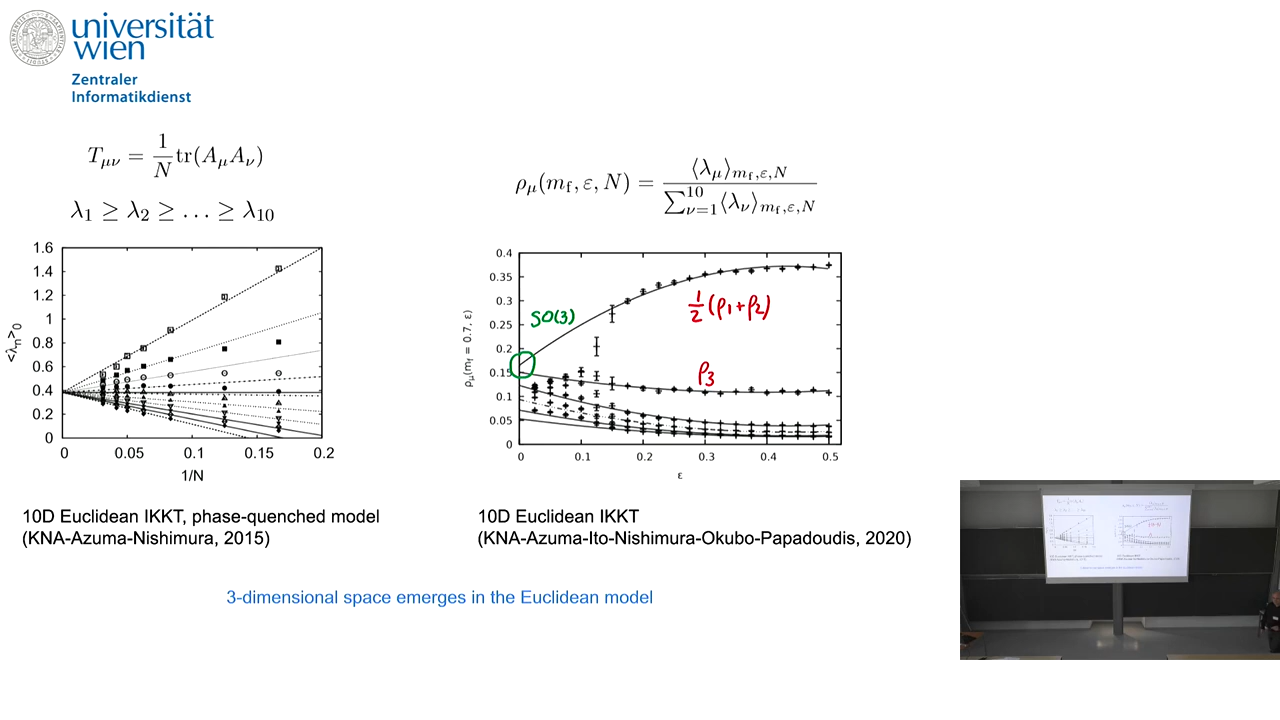 universität
wien
Zentraler
Informatikdienst
T_{μν} = 1/N tr(A_μ A_ν)
λ₁ ≥ λ₂ ≥ … ≥ λ₁₀
ρ_μ(m_f, ε, N) = ⟨λ_μ⟩_{m_f,ε,N} / ∑_{ν=1}^{10} ⟨λ_ν⟩_{m_f,ε,N}
1.6
1.4
1.2
1
0.8
0.6
0.4
0.2
0
<λ_n>₀
0 0.05 0.1 0.15 0.2
1/N
0.4
0.35
0.3
0.25
0.2
0.15
0.1
0.05
0
ρ_μ(m_f = 0.7, ε)
SO(3)
½(ρ₁+ρ₂)
ρ₃
0 0.1 0.2 0.3 0.4 0.5
ε
10D Euclidean IKKT, phase-quenched model
(KNA-Azuma-Nishimura, 2015)
10D Euclidean IKKT
(KNA-Azuma-Ito-Nishimura-Okubo-Papadoudis, 2020)
3-dimensional space emerges in the Euclidean model